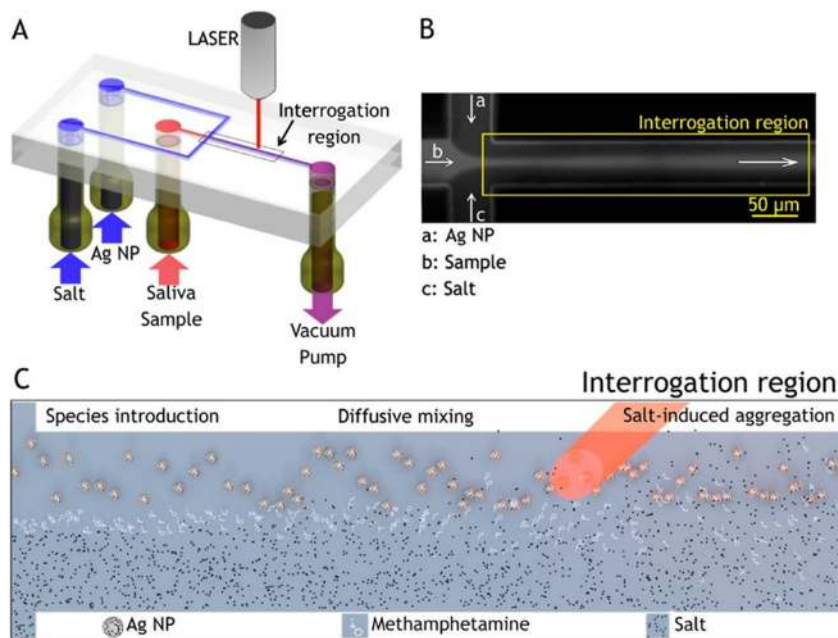 A
LASER
Interrogation
region
Ag NP
Salt
Saliva
Sample
Vacuum
Pump
B
a
Interrogation region
b
c
50 µm
a: Ag NP
b: Sample
c: Salt
C
Interrogation region
Species introduction
Diffusive mixing
Salt-induced aggregation
Ag NP
Methamphetamine
Salt